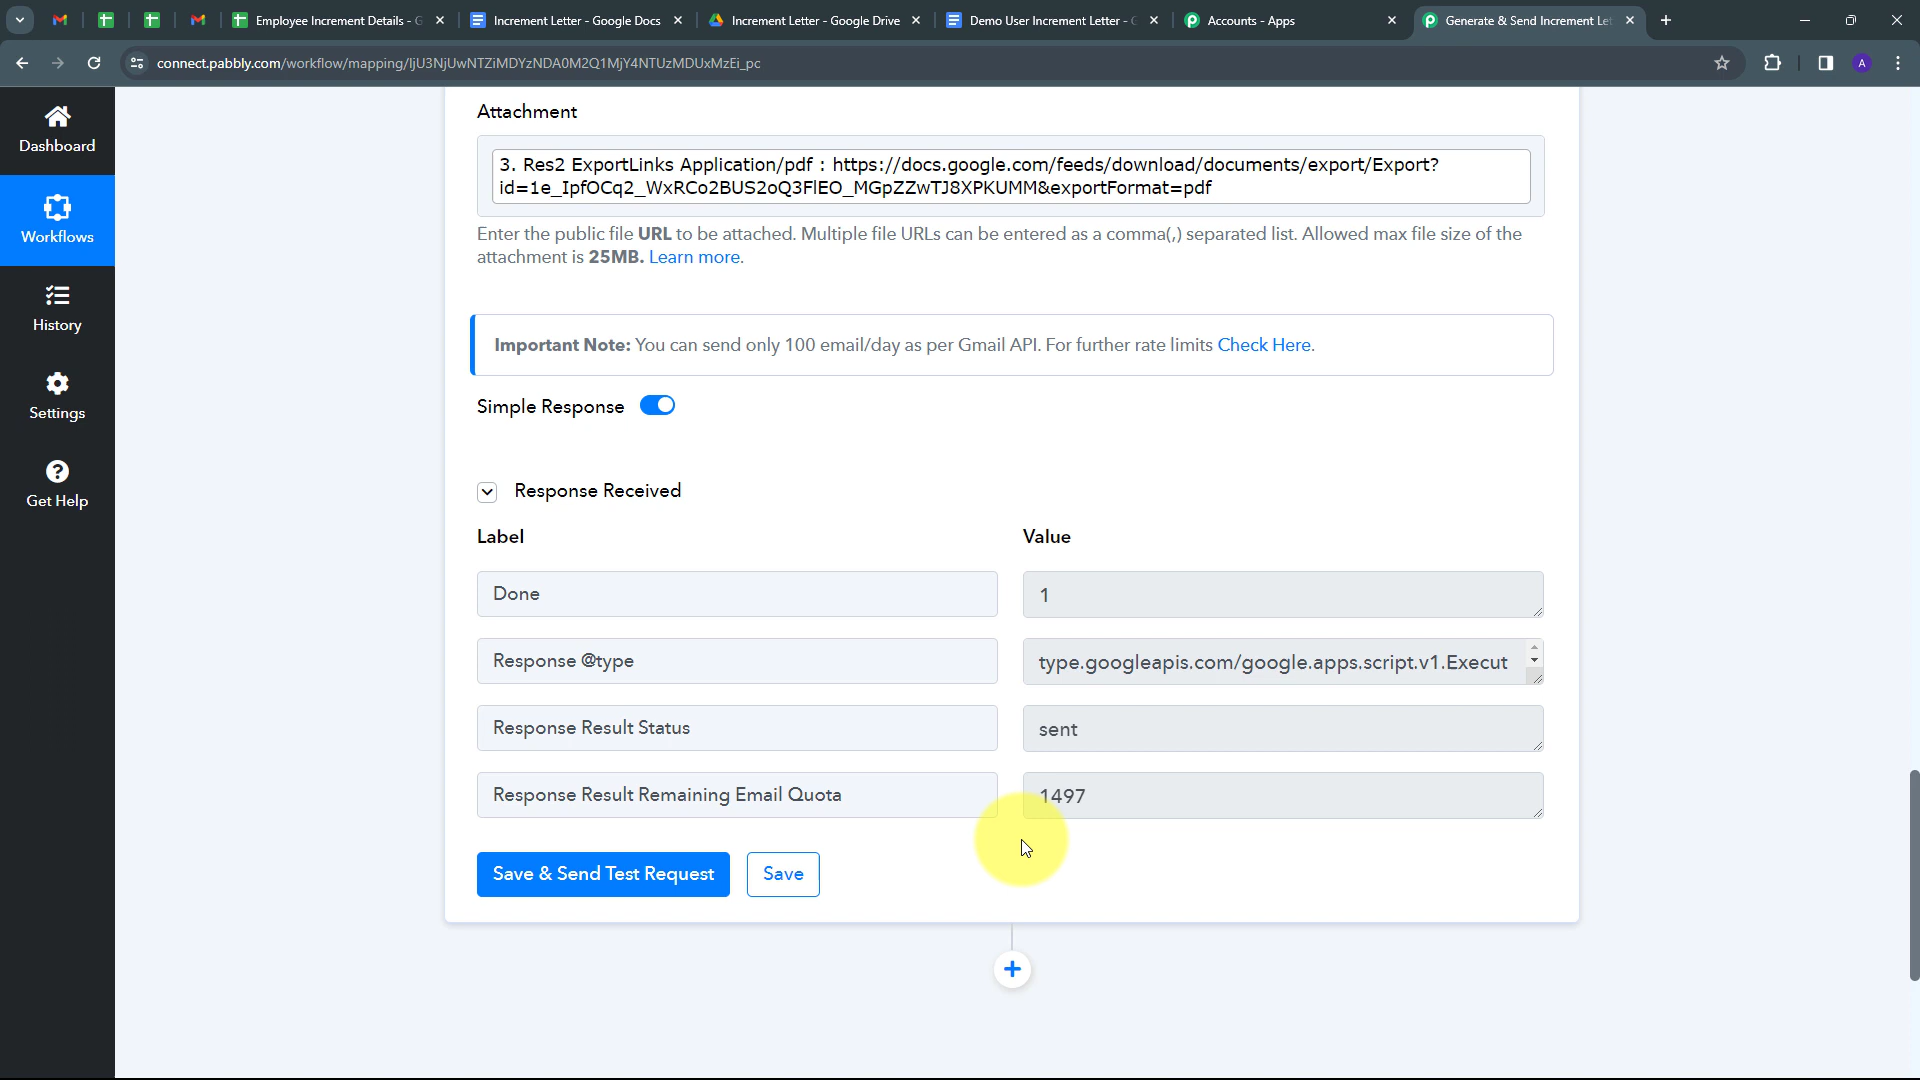 Employee Increment Details - G
Increment Letter - Google Docs
Increment Letter - Google Drive
Demo User Increment Letter - G
Accounts - Apps
Generate & Send Increment Let
connect.pabbly.com/workflow/mapping/IjU3NjUwNTZiMDYzNDA0M2Q1MjY4NTUzMDUxMzEi_pc
A
Dashboard
Workflows
History
Settings
Get Help
Attachment
3. Res2 ExportLinks Application/pdf : https://docs.google.com/feeds/download/documents/export/Export?
id=1e_IpfOCq2_WxRCo2BUS2oQ3FlEO_MGpZZwTJ8XPKUMM&exportFormat=pdf
Enter the public file URL to be attached. Multiple file URLs can be entered as a comma(,) separated list. Allowed max file size of the
attachment is 25MB. Learn more.
Important Note: You can send only 100 email/day as per Gmail API. For further rate limits Check Here.
Simple Response
Response Received
Label Value
Done 1
Response @type type.googleapis.com/google.apps.script.v1.Execut
Response Result Status sent
Response Result Remaining Email Quota 1497
Save & Send Test Request Save